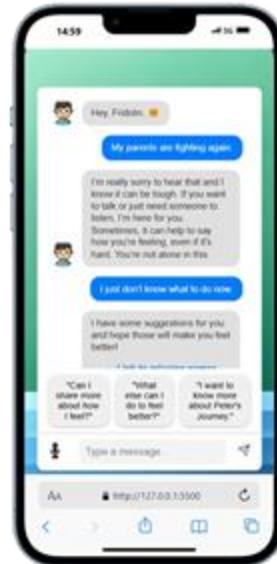 14:59
5G
Hey, Fridolin.
My parents are fighting again.
I'm really sorry to hear that and I
know it can be tough. If you want
to talk or just need someone to
listen, I'm here for you.
Sometimes, it can help to say
how you're feeling, even if it's
hard. You're not alone in this.
I just don't know what to do now.
I have some suggestions for you
and hope those will make you feel
better!
"Can I
share more
about how
I feel?"
"What
else can I
do to feel
better?"
"I want to
know more
about Peter's
Journey."
Type a message...
AA
http://127.0.0.1:5500